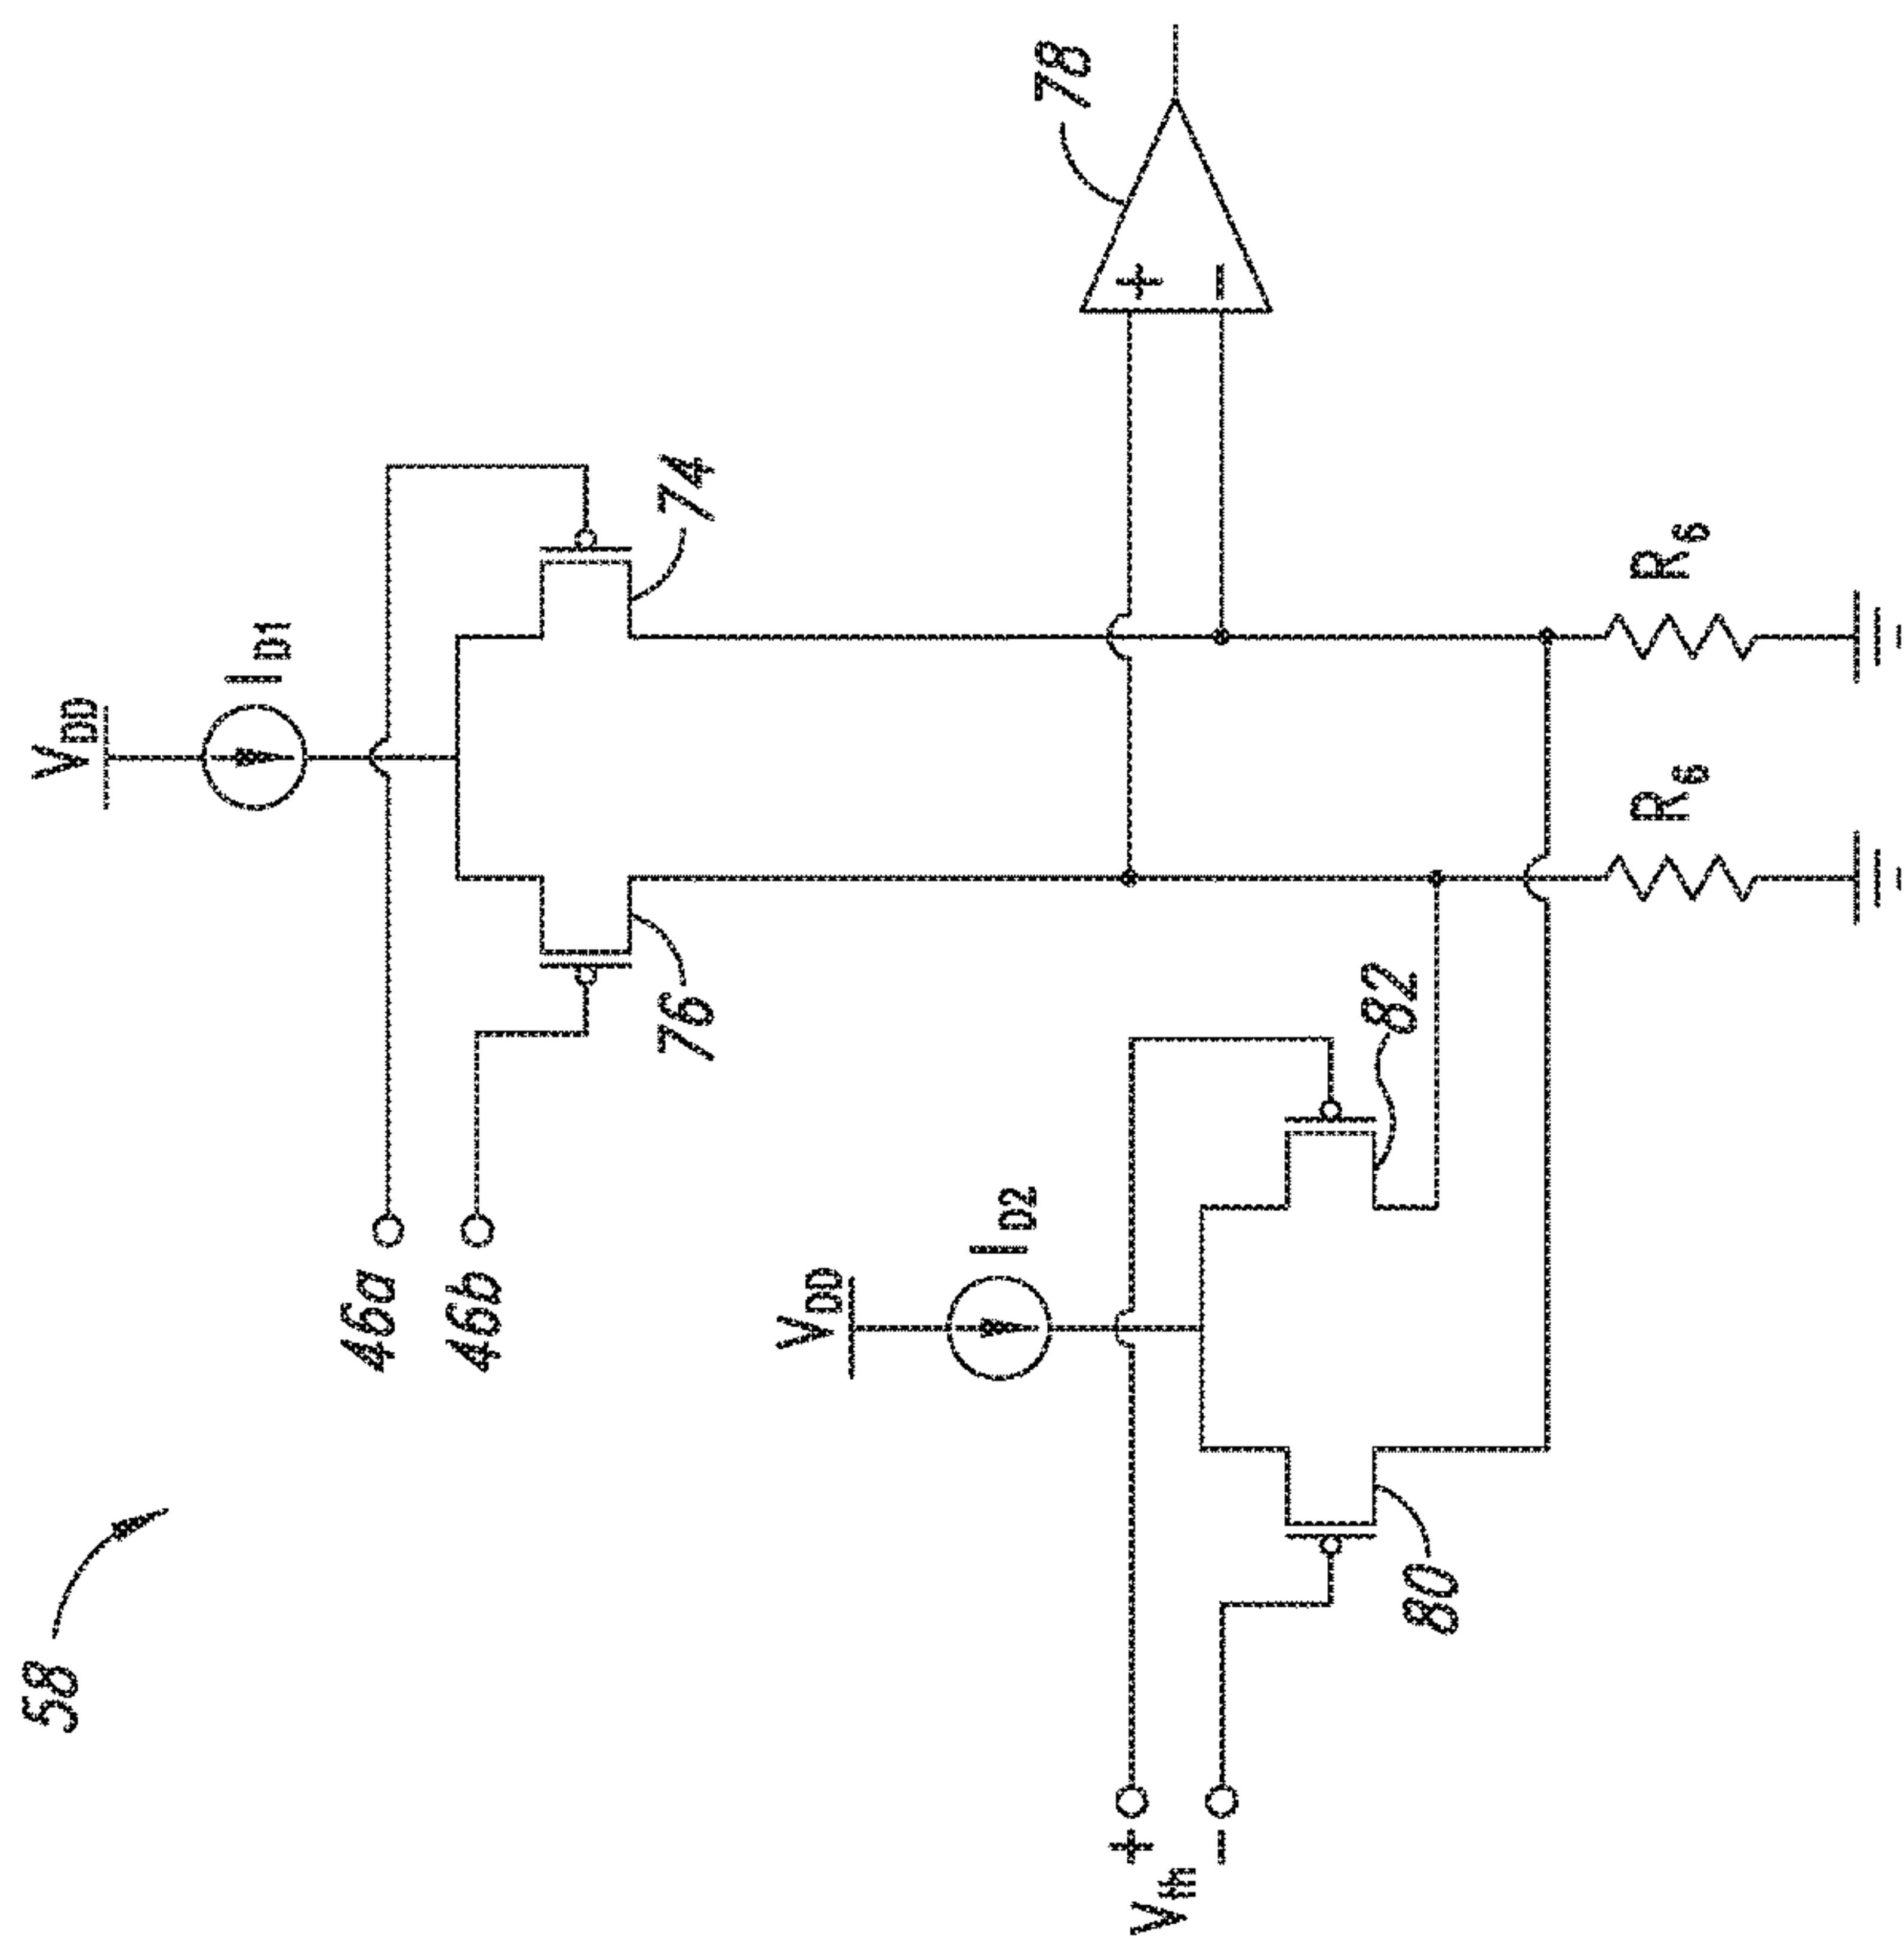 58
V_DD
I_D1
46a
46b
76
74
V_DD
I_D2
78
+
+
V_th
−
−
82
80
R_6
R_6